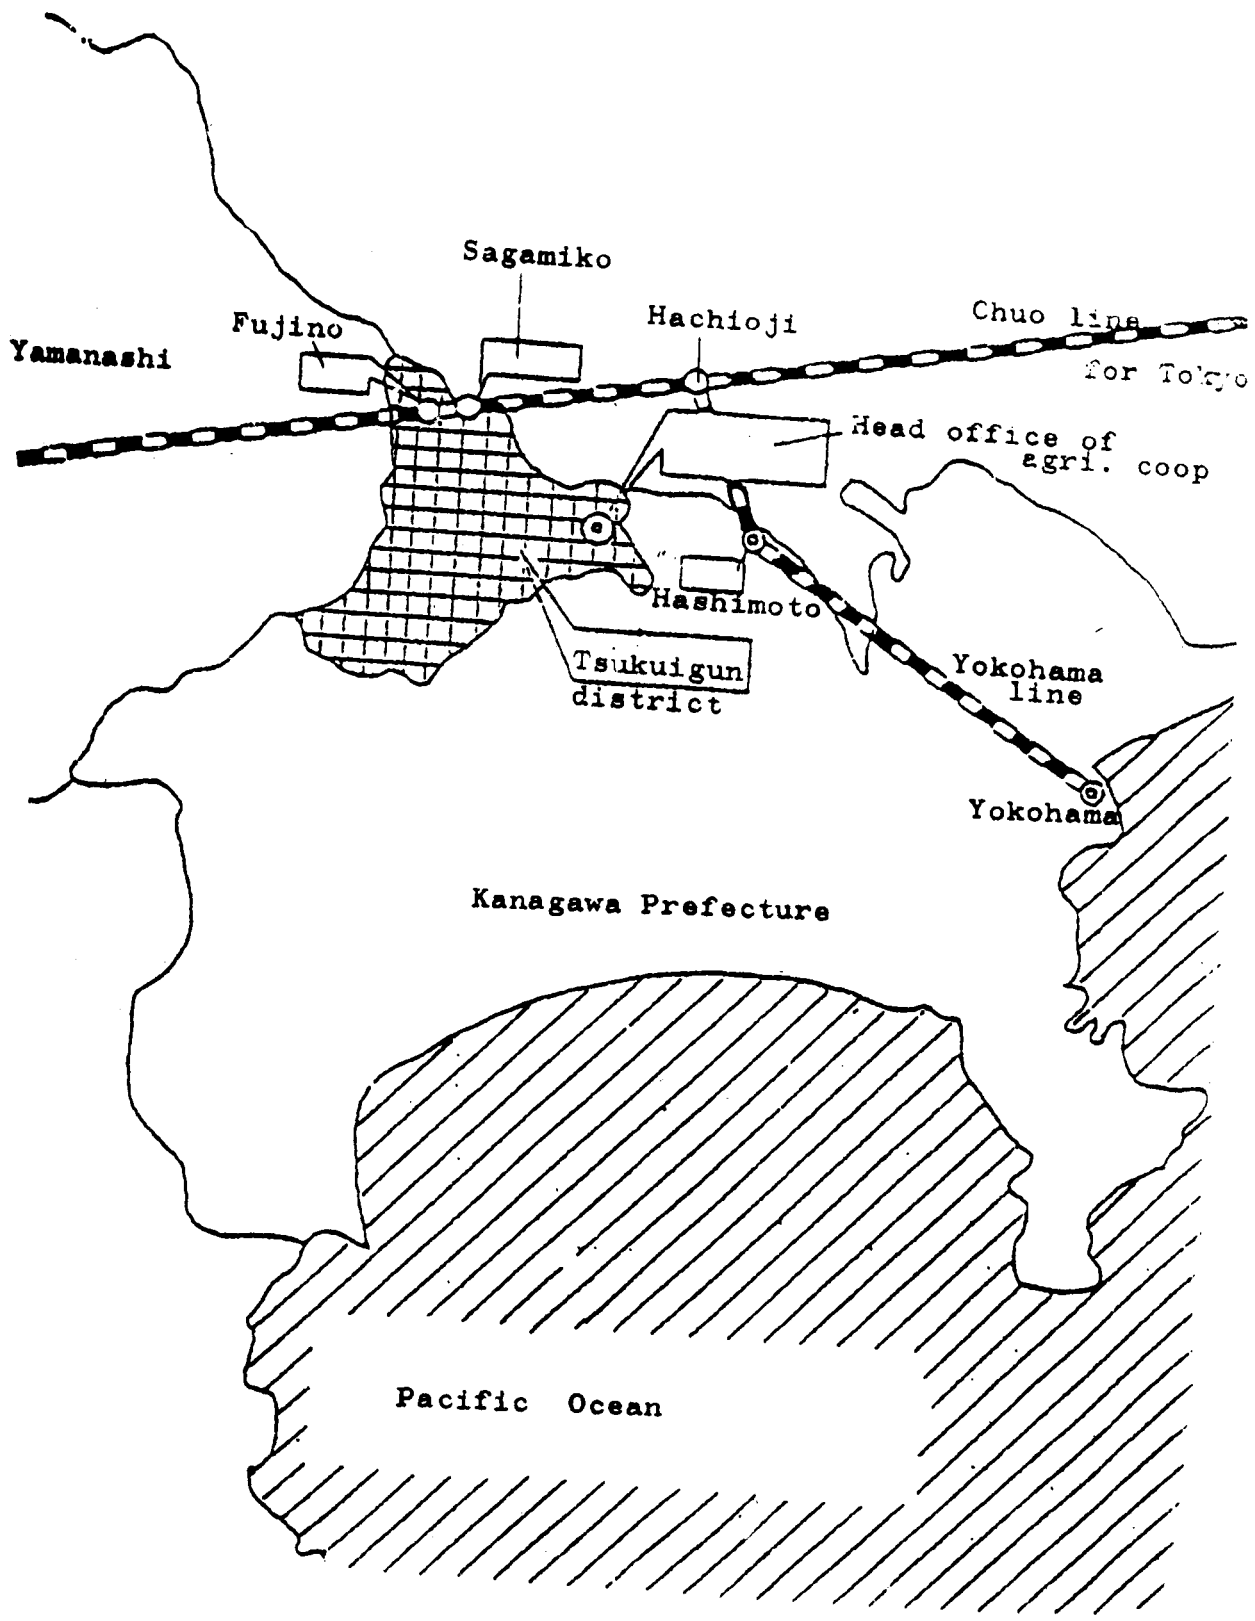 Sagamiko
Hachioji
Chuo line
Fujino
Yamanashi
for Tokyo
Head office of
agri. coop
Hashimoto
Tsukuigun
district
Yokohama
line
Yokohama
Kanagawa Prefecture
Pacific Ocean